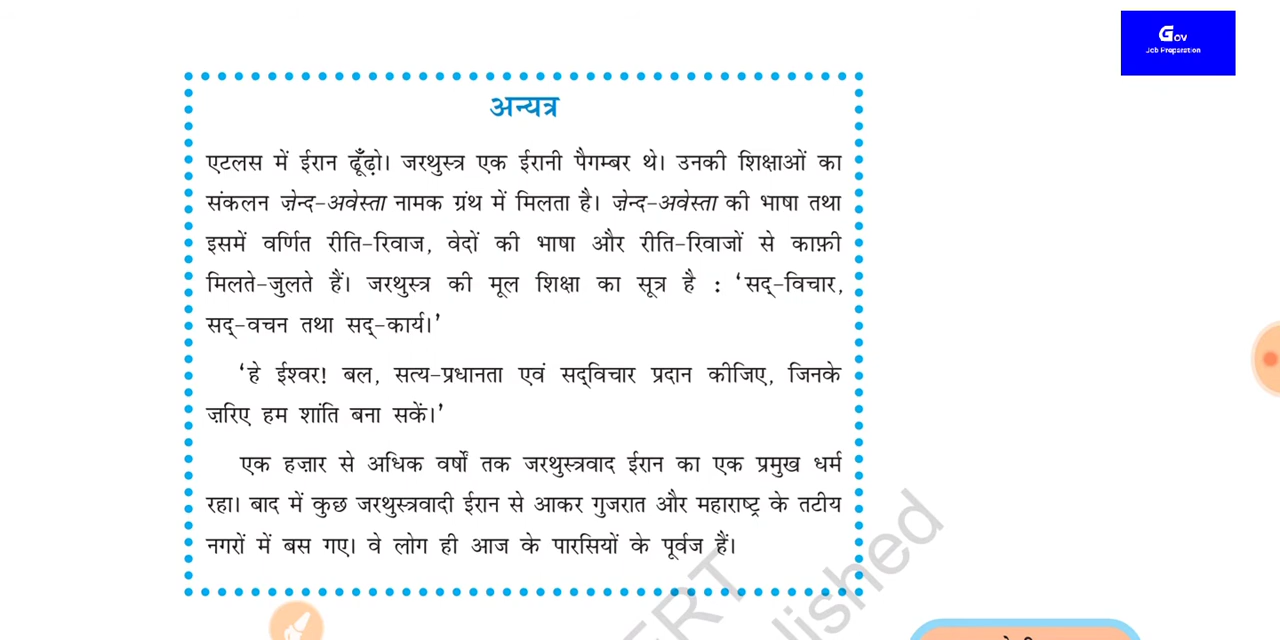 Gov
Job Preparation
अन्यत्र
एटलस में ईरान ढूँढ़ो। जरथुस्त्र एक ईरानी पैगम्बर थे। उनकी शिक्षाओं का
संकलन ज़ेन्द-अवेस्ता नामक ग्रंथ में मिलता है। ज़ेन्द-अवेस्ता की भाषा तथा
इसमें वर्णित रीति-रिवाज, वेदों की भाषा और रीति-रिवाजों से काफ़ी
मिलते-जुलते हैं। जरथुस्त्र की मूल शिक्षा का सूत्र है : ‘सद्-विचार,
सद्-वचन तथा सद्-कार्य।’
‘हे ईश्वर! बल, सत्य-प्रधानता एवं सद्‌विचार प्रदान कीजिए, जिनके
ज़रिए हम शांति बना सकें।’
एक हज़ार से अधिक वर्षों तक जरथुस्त्रवाद ईरान का एक प्रमुख धर्म
रहा। बाद में कुछ जरथुस्त्रवादी ईरान से आकर गुजरात और महाराष्ट्र के तटीय
नगरों में बस गए। वे लोग ही आज के पारसियों के पूर्वज हैं।